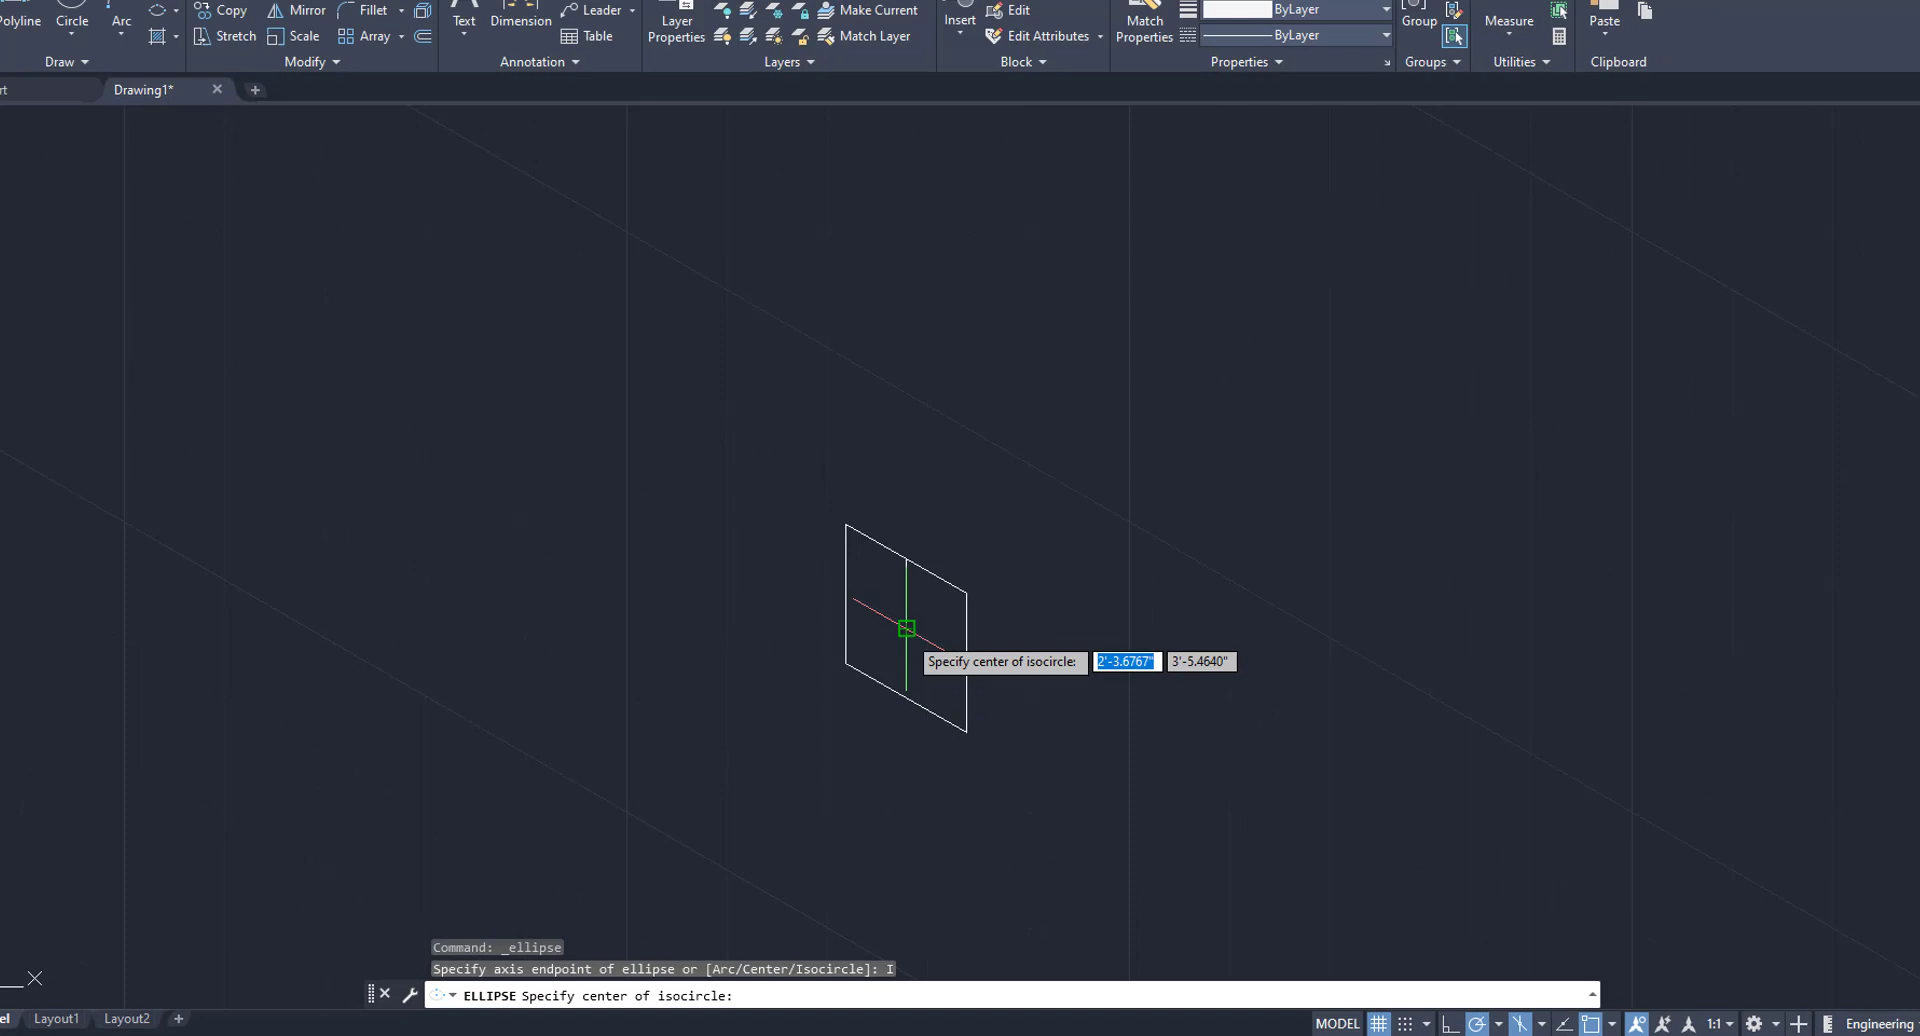 Polyline Circle Arc Copy Mirror Fillet Text Dimension Leader Layer Properties Make Current Insert Edit Match Properties ByLayer Group Measure Paste
Stretch Scale Array Table Match Layer Edit Attributes ByLayer
Draw Modify Annotation Layers Block Properties Groups Utilities Clipboard
rt Drawing1*
Specify center of isocircle: 2'-3.6767" 3'-5.4640"
Command: _ellipse
Specify axis endpoint of ellipse or [Arc/Center/Isocircle]: I
ELLIPSE Specify center of isocircle:
el Layout1 Layout2 MODEL 1:1 Engineering